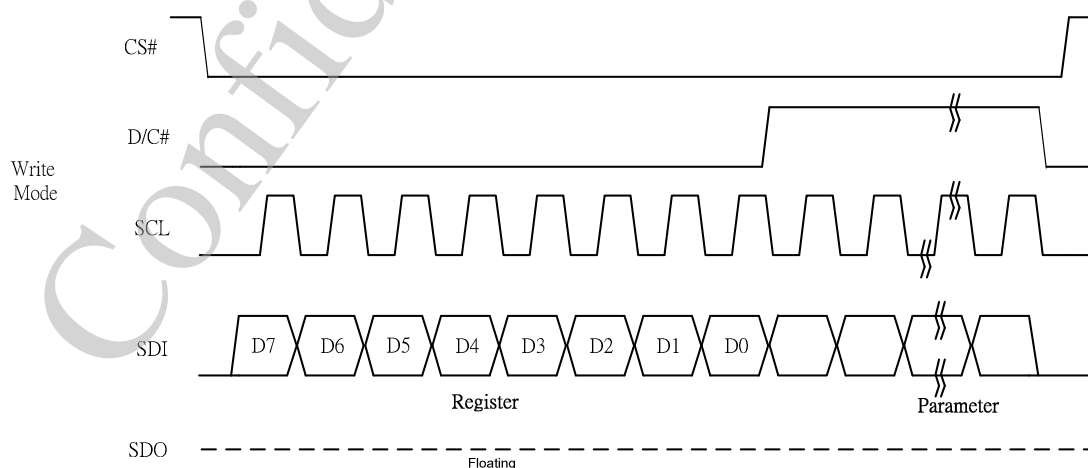 CS#
D/C#
Write
Mode
SCL
SDI
D7 D6 D5 D4 D3 D2 D1 D0
Register
Parameter
SDO
Floating